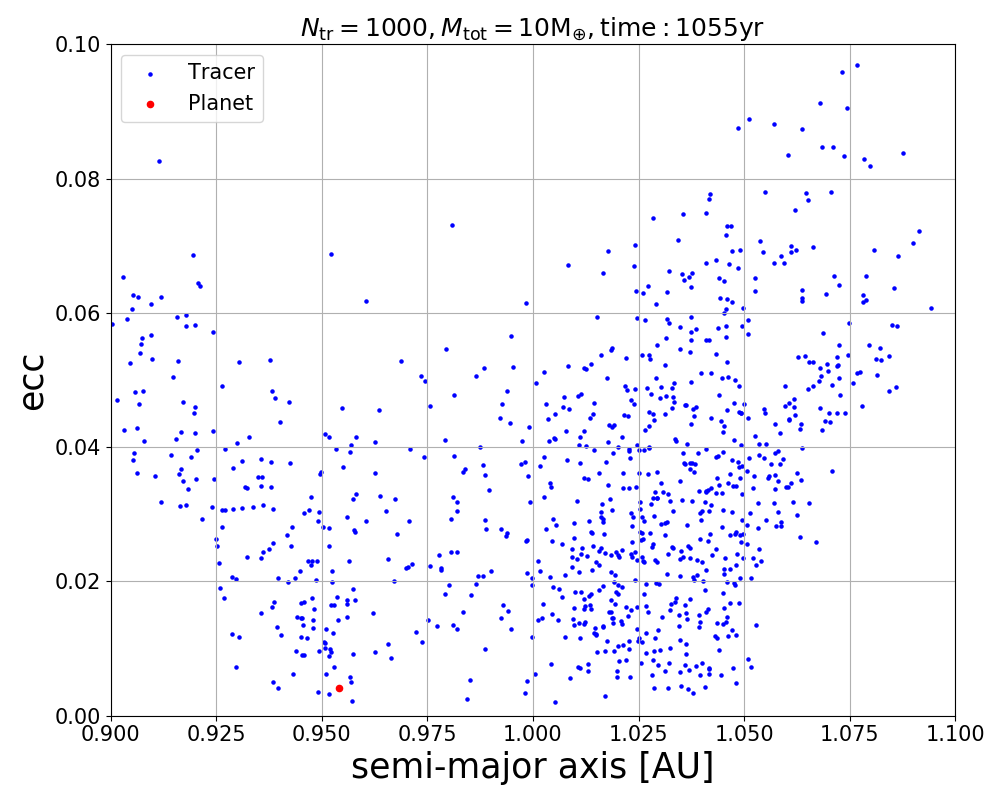 N_tr = 1000, M_tot = 10M_⊕, time : 1055yr
0.10
Tracer
Planet
0.08
0.06
ecc
0.04
0.02
0.00
0.900 0.925 0.950 0.975 1.000 1.025 1.050 1.075 1.100
semi-major axis [AU]